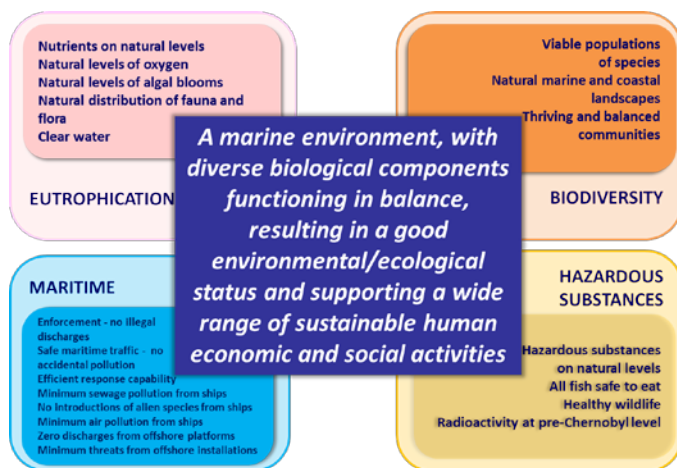 Nutrients on natural levels
Natural levels of oxygen
Natural levels of algal blooms
Natural distribution of fauna and
flora
Clear water
EUTROPHICATION
Viable populations
of species
Natural marine and coastal
landscapes
Thriving and balanced
communities
BIODIVERSITY
A marine environment, with
diverse biological components
functioning in balance,
resulting in a good
environmental/ecological
status and supporting a wide
range of sustainable human
economic and social activities
MARITIME
Enforcement - no illegal
discharges
Safe maritime traffic - no
accidental pollution
Efficient response capability
Minimum sewage pollution from ships
No introductions of alien species from ships
Minimum air pollution from ships
Zero discharges from offshore platforms
Minimum threats from offshore installations
HAZARDOUS
SUBSTANCES
Hazardous substances
on natural levels
All fish safe to eat
Healthy wildlife
Radioactivity at pre-Chernobyl level